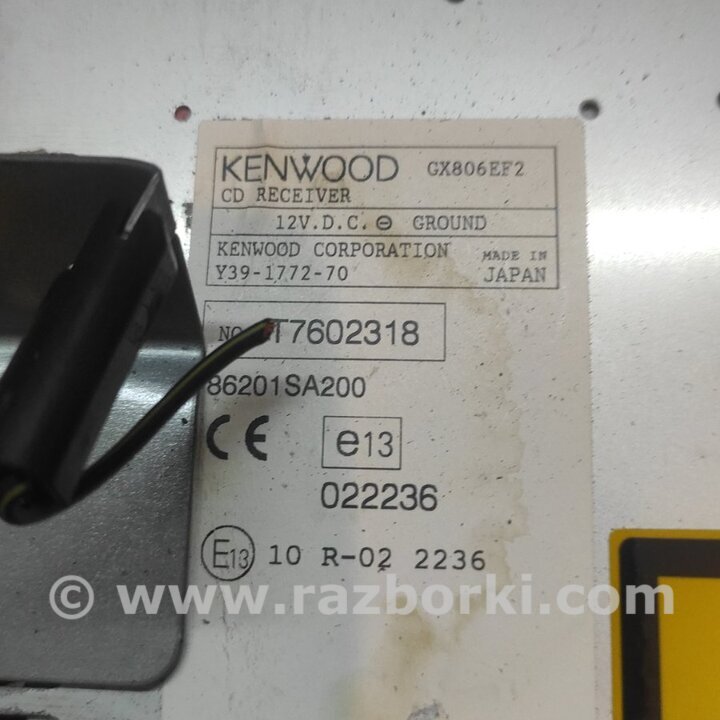 KENWOOD GX806EF2
CD RECEIVER
12V.D.C. ⊖ GROUND
KENWOOD CORPORATION MADE IN
Y39-1772-70 JAPAN
T7602318
86201SA200
CE e13
022236
E13 10 R-02 2236
© www.razborki.com